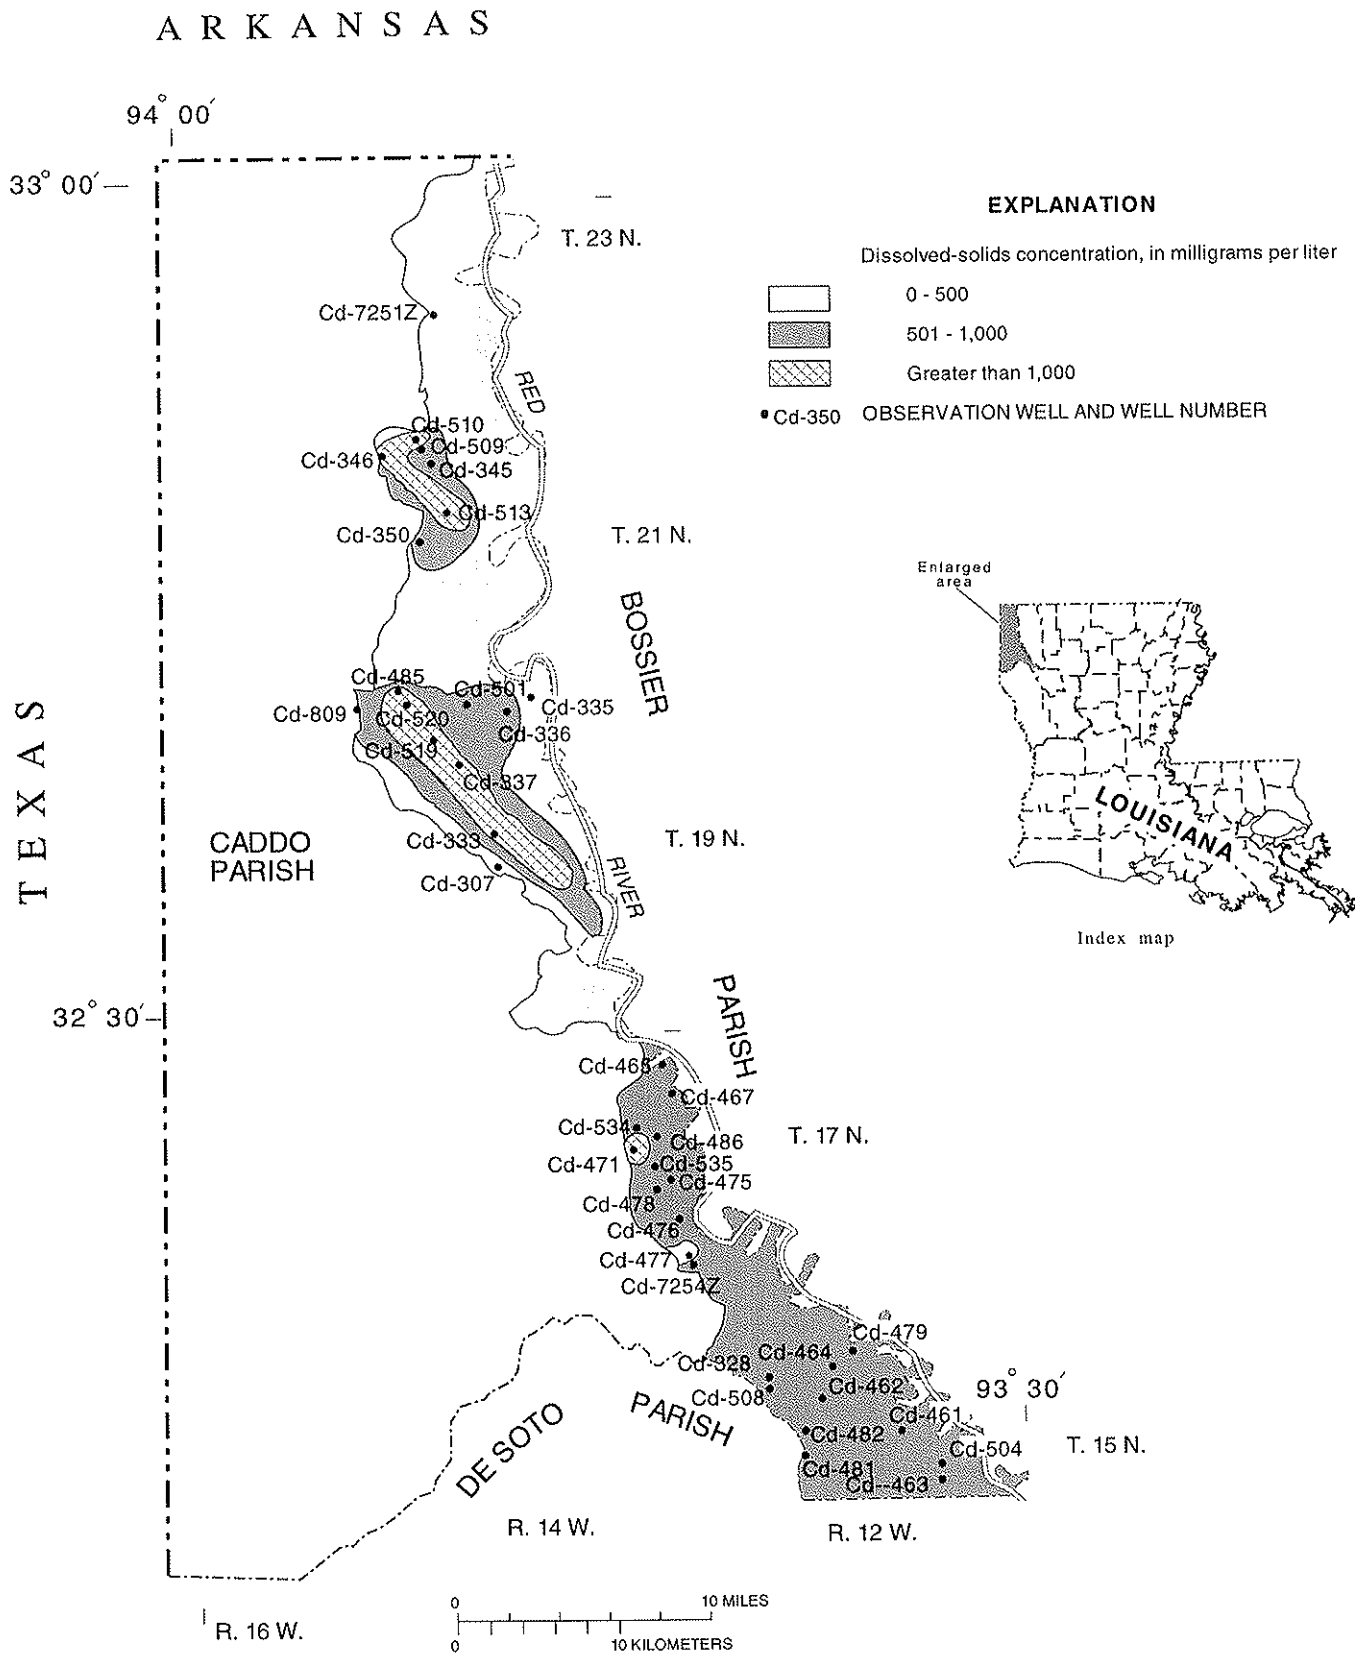 ARKANSAS
94° 00′
33° 00′
T. 23 N.
EXPLANATION
Dissolved-solids concentration, in milligrams per liter
0 - 500
501 - 1,000
Greater than 1,000
Cd-350 OBSERVATION WELL AND WELL NUMBER
Cd-7251Z
RED
Cd-510
Cd-509
Cd-346
Cd-345
Cd-513
Cd-350
T. 21 N.
Enlarged
area
BOSSIER
Cd-485
Cd-501
Cd-335
Cd-809
Cd-520
Cd-336
Cd-519
Cd-337
TEXAS
LOUISIANA
Cd-333
T. 19 N.
CADDO
PARISH
Cd-307
RIVER
Index map
PARISH
32° 30′
Cd-465
Cd-467
Cd-534
Cd-486
T. 17 N.
Cd-471
Cd-535
Cd-475
Cd-478
Cd-476
Cd-477
Cd-7254Z
Cd-479
Cd-464
Cd-328
Cd-462
Cd-508
93° 30′
DE SOTO
PARISH
Cd-461
Cd-482
Cd-504
T. 15 N.
Cd-481
Cd--463
R. 14 W.
R. 12 W.
0 10 MILES
R. 16 W.
0 10 KILOMETERS